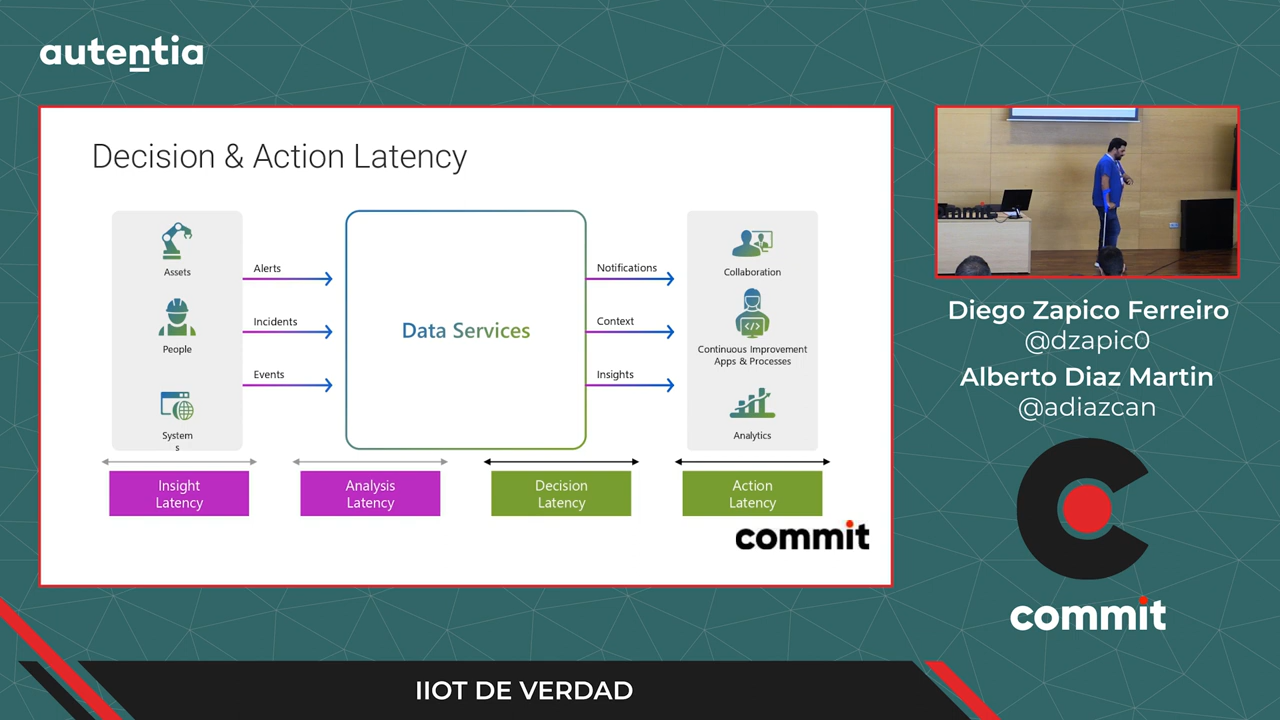 autentia
Decision & Action Latency
Assets
People
System
s
Alerts
Incidents
Events
Data Services
Notifications
Context
Insights
Collaboration
Continuous Improvement
Apps & Processes
Analytics
Insight
Latency
Analysis
Latency
Decision
Latency
Action
Latency
commit
Diego Zapico Ferreiro
@dzapic0
Alberto Diaz Martin
@adiazcan
commit
IIOT DE VERDAD